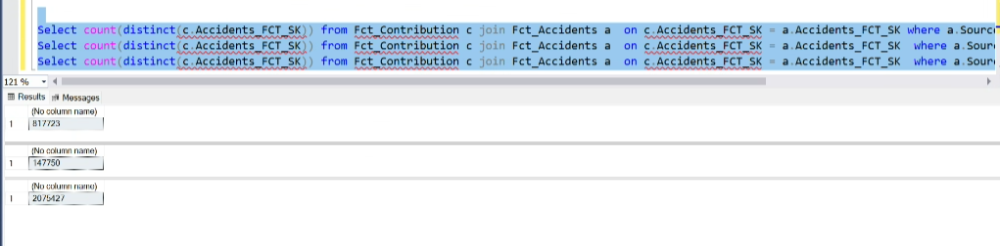 Select count(distinct(c.Accidents_FCT_SK)) from Fct_Contribution c join Fct_Accidents a on c.Accidents_FCT_SK = a.Accidents_FCT_SK where a.Source
Select count(distinct(c.Accidents_FCT_SK)) from Fct_Contribution c join Fct_Accidents a on c.Accidents_FCT_SK = a.Accidents_FCT_SK where a.Sour
Select count(distinct(c.Accidents_FCT_SK)) from Fct_Contribution c join Fct_Accidents a on c.Accidents_FCT_SK = a.Accidents_FCT_SK where a.Sour
121 %
Results Messages
(No column name)
1 817723
(No column name)
1 147750
(No column name)
1 2075427